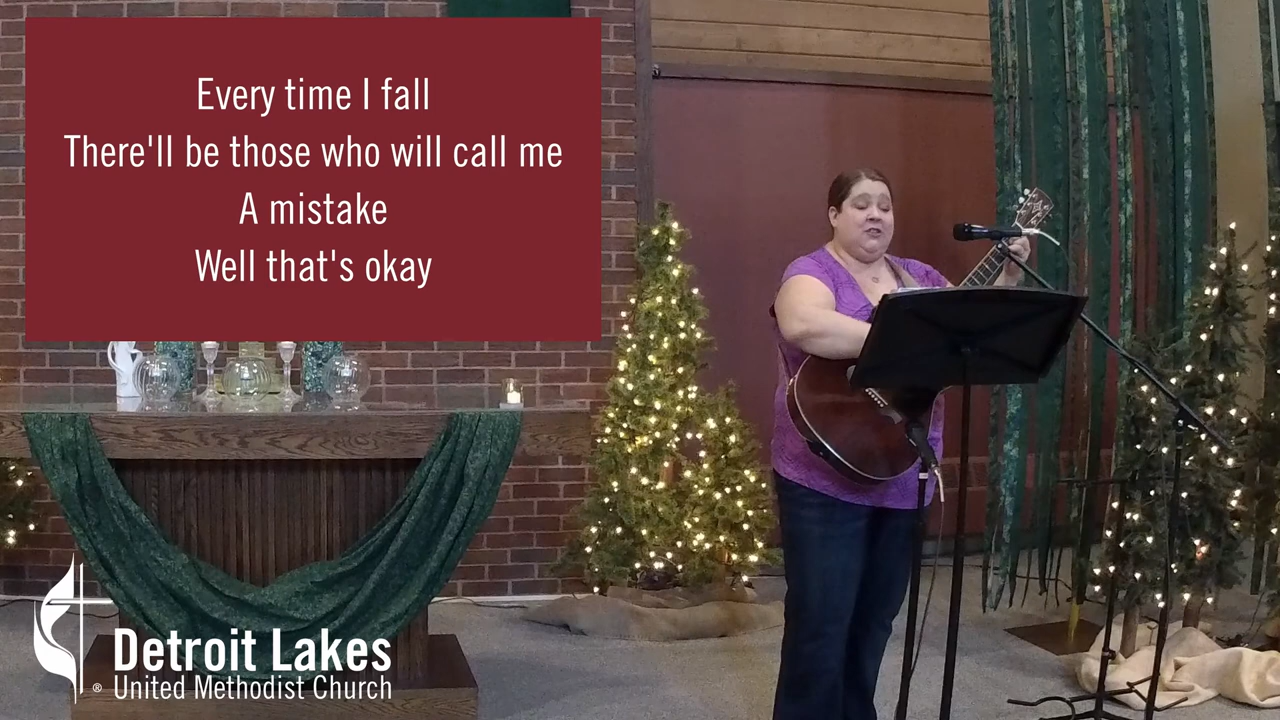 Every time I fall
There'll be those who will call me
A mistake
Well that's okay
Detroit Lakes
® United Methodist Church